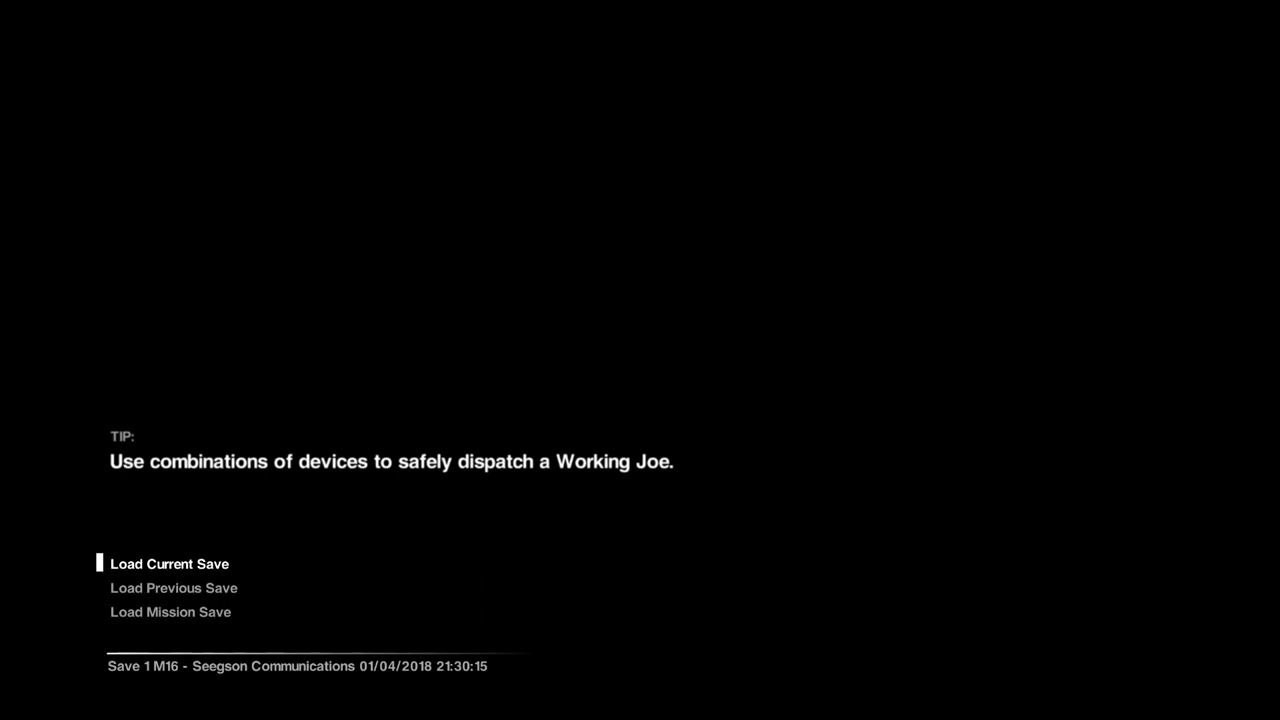 TIP:
Use combinations of devices to safely dispatch a Working Joe.
Load Current Save
Load Previous Save
Load Mission Save
Save 1 M16 - Seegson Communications 01/04/2018 21:30:15